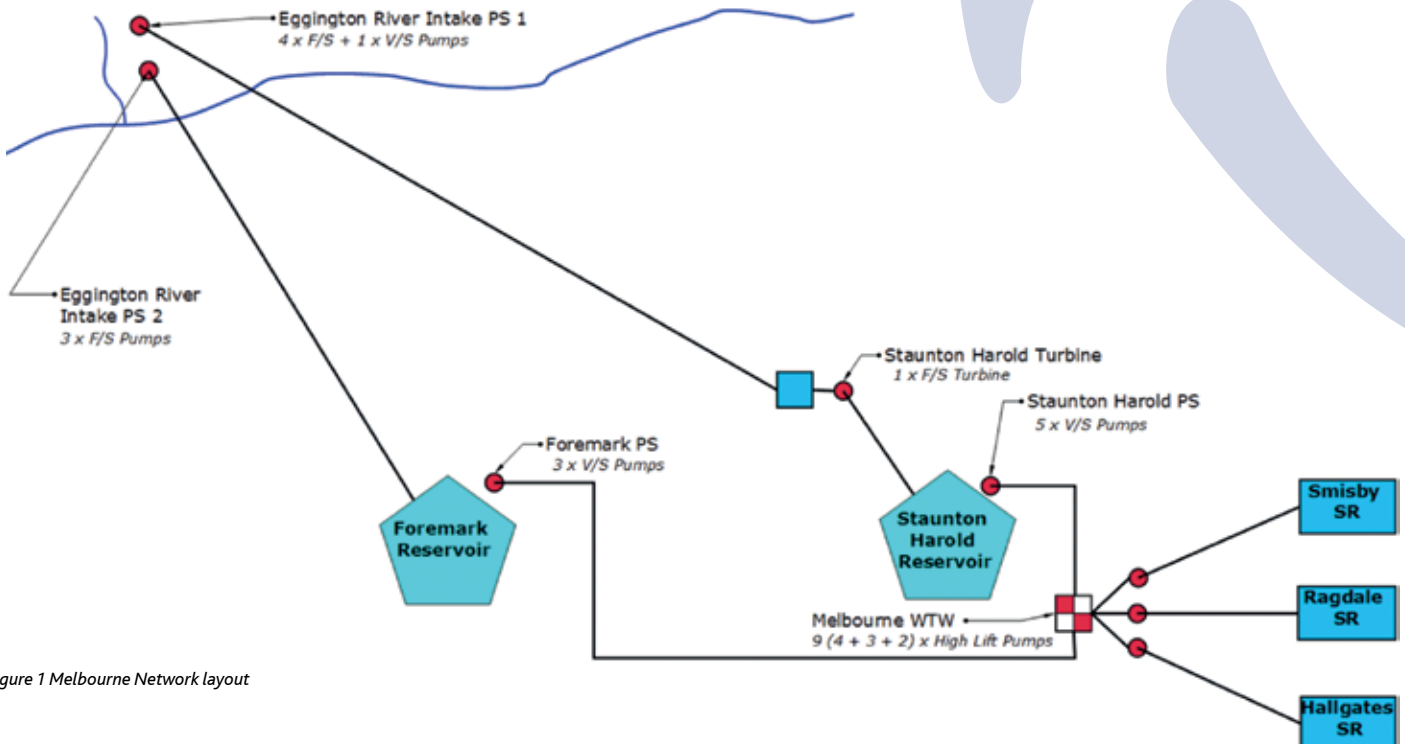 Eggington River Intake PS 1
4 x F/S + 1 x V/S Pumps
Eggington River
Intake PS 2
3 x F/S Pumps
Staunton Harold Turbine
1 x F/S Turbine
Staunton Harold PS
5 x V/S Pumps
Foremark PS
3 x V/S Pumps
Foremark
Reservoir
Staunton
Harold
Reservoir
Smisby
SR
Ragdale
SR
Melbourne WTW
9 (4 + 3 + 2) x High Lift Pumps
Hallgates
SR
gure 1 Melbourne Network layout